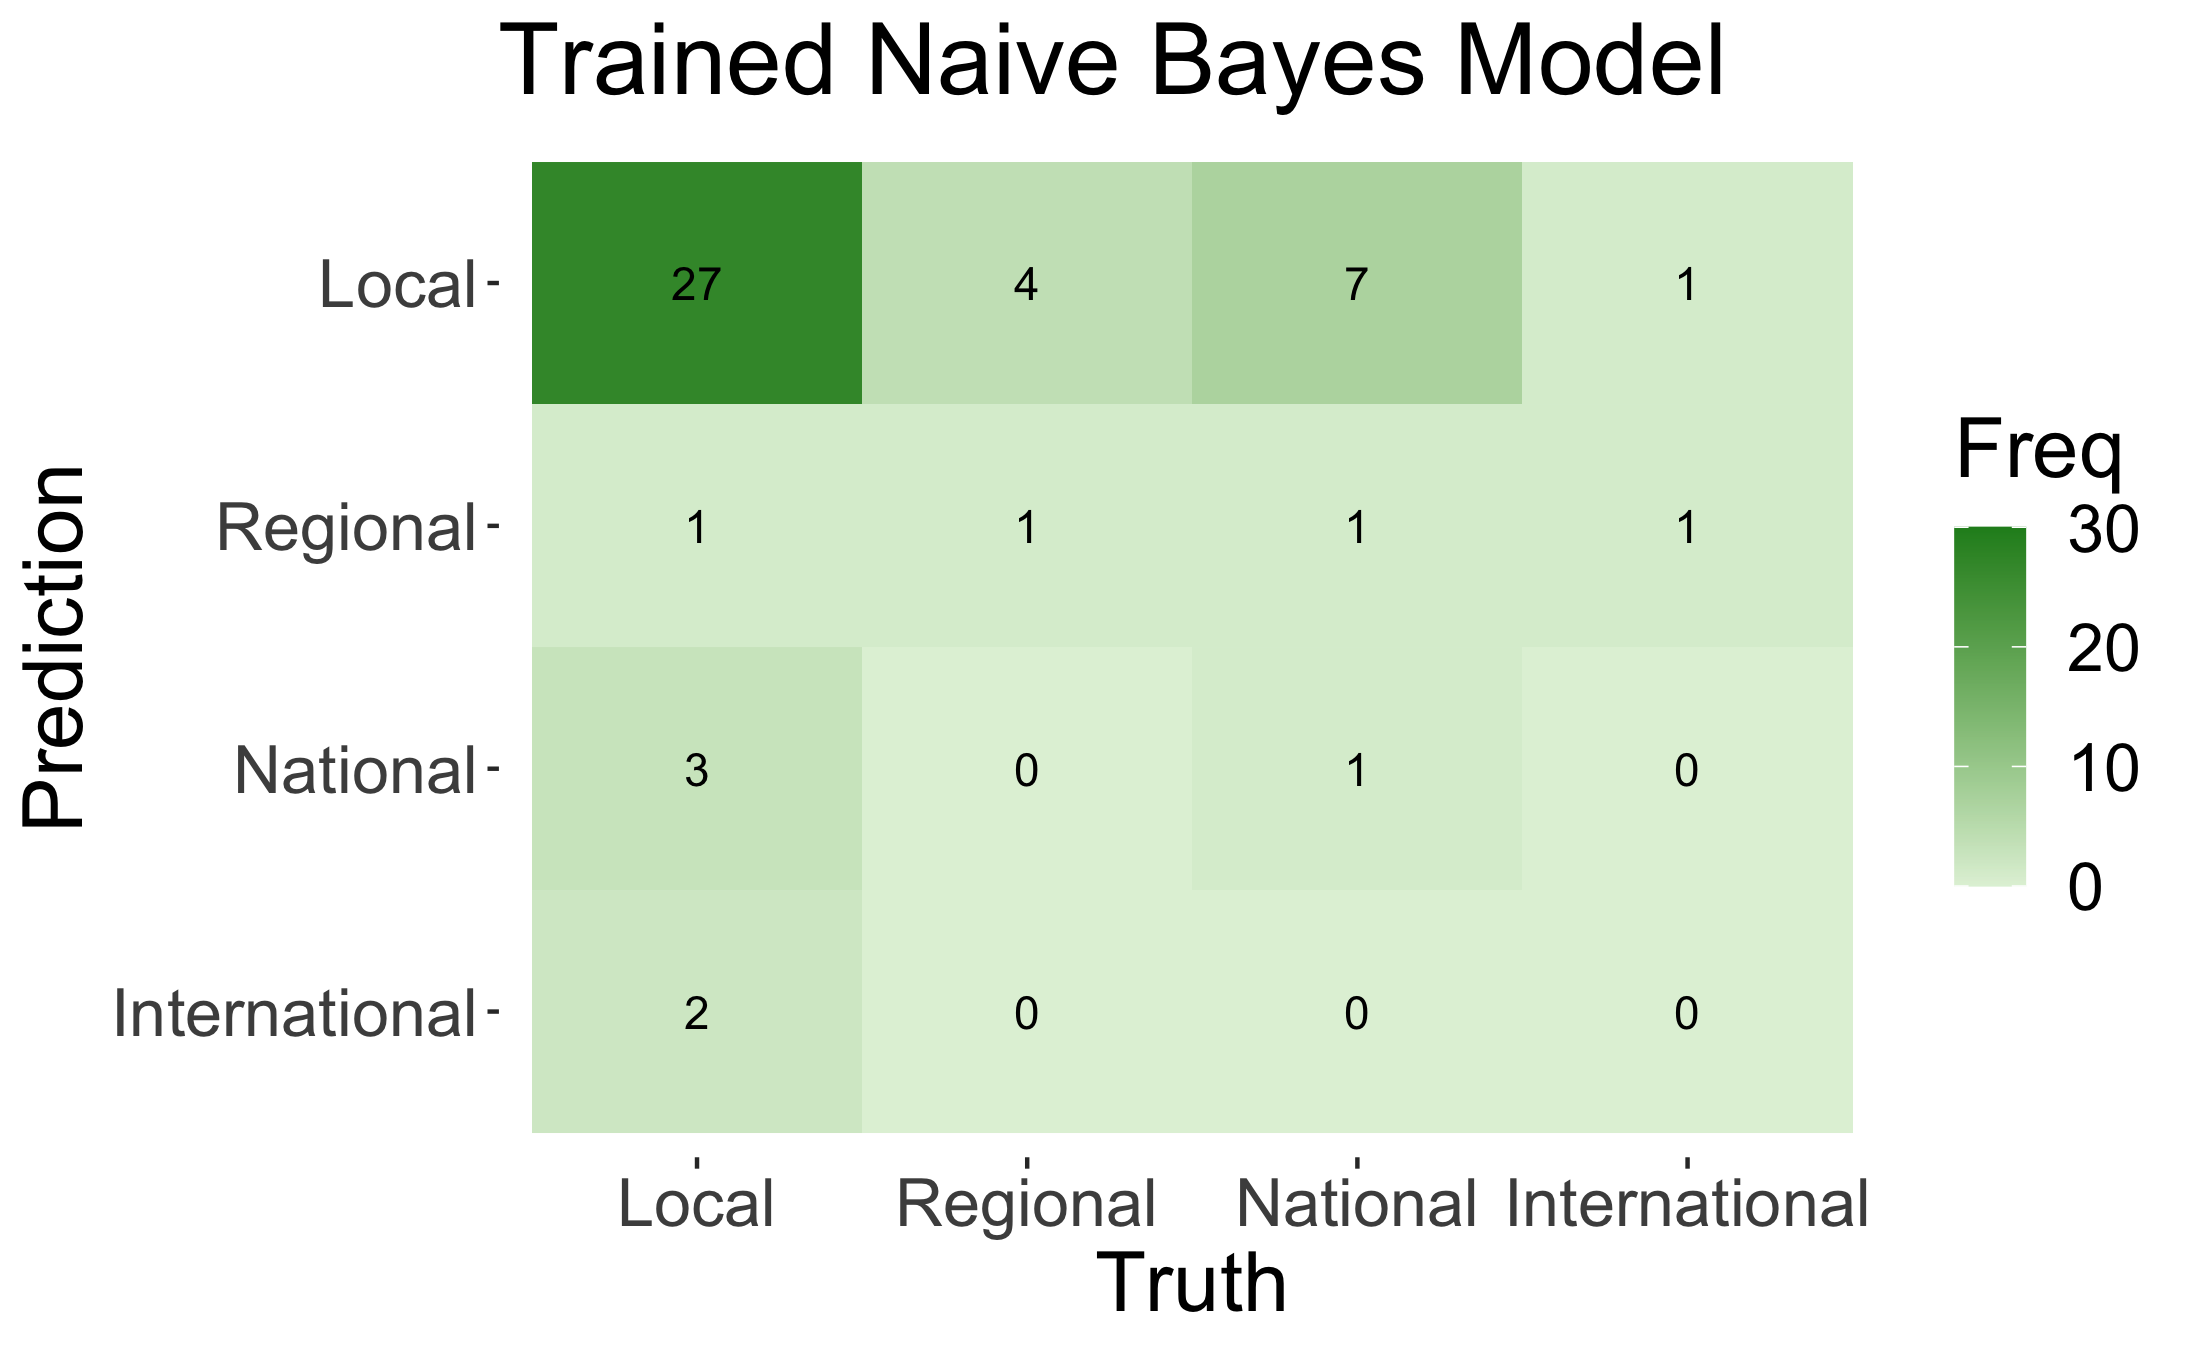 Trained Naive Bayes Model
Prediction
Local
27 4 7 1
Regional
1 1 1 1
National
3 0 1 0
International
2 0 0 0
Local Regional National International
Truth
Freq
30
20
10
0